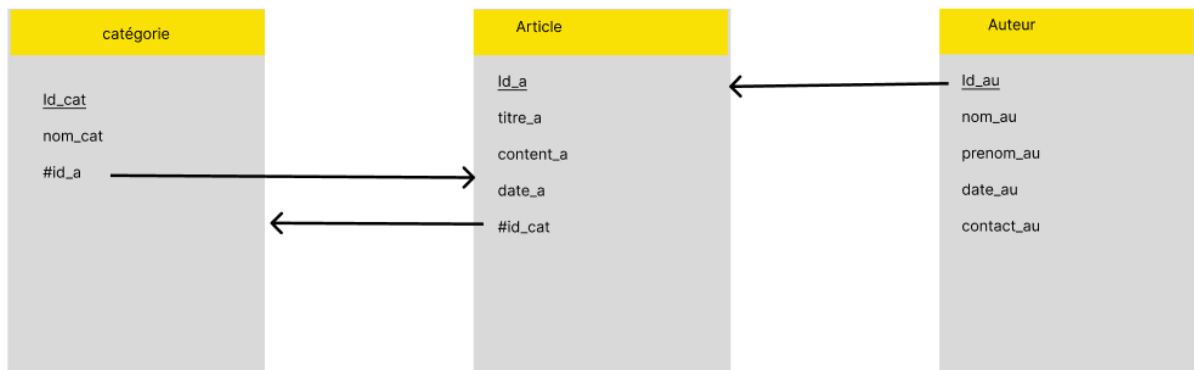 catégorie
Id_cat
nom_cat
#id_a
Article
Id_a
titre_a
content_a
date_a
#id_cat
Auteur
Id_au
nom_au
prenom_au
date_au
contact_au